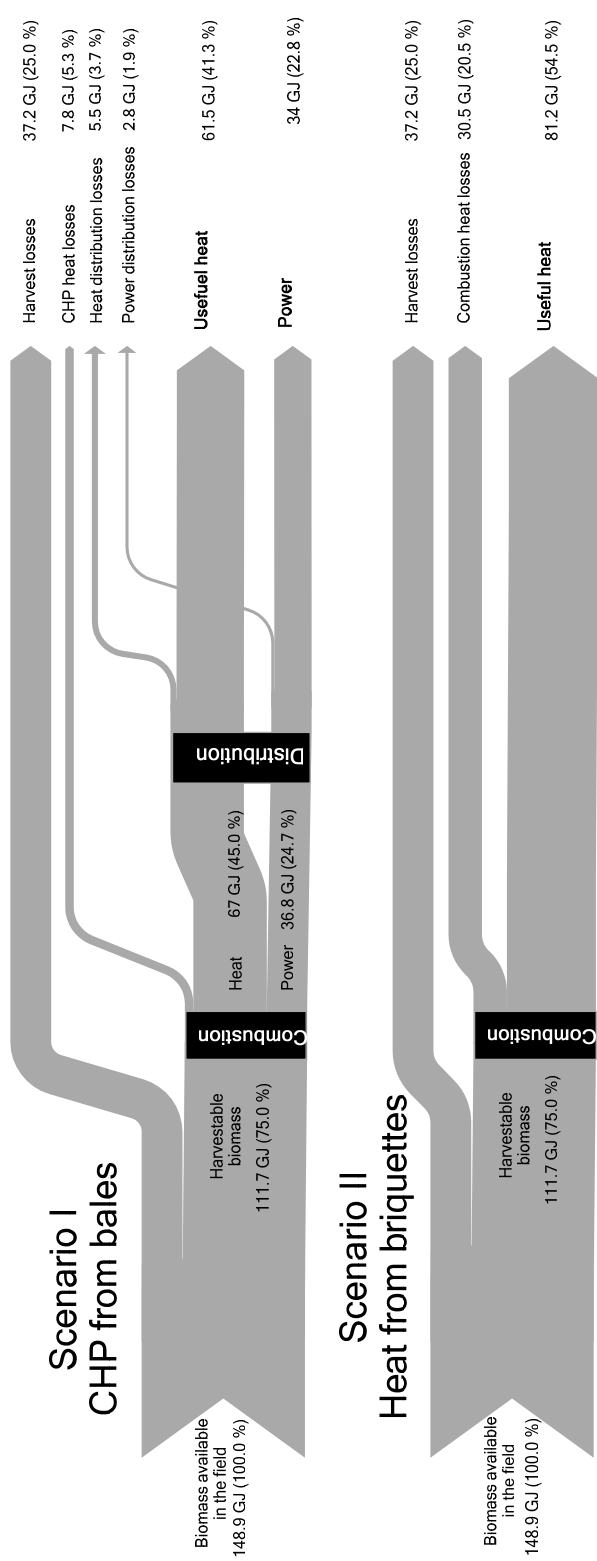 Scenario I
CHP from bales
Biomass available
in the field
148.9 GJ (100.0 %)
Harvestable
biomass
111.7 GJ (75.0 %)
Combustion
Heat 67 GJ (45.0 %)
Power 36.8 GJ (24.7 %)
Distribution
Harvest losses 37.2 GJ (25.0 %)
CHP heat losses 7.8 GJ (5.3 %)
Heat distribution losses 5.5 GJ (3.7 %)
Power distribution losses 2.8 GJ (1.9 %)
Usefuel heat 61.5 GJ (41.3 %)
Power 34 GJ (22.8 %)
Scenario II
Heat from briquettes
Biomass available
in the field
148.9 GJ (100.0 %)
Harvestable
biomass
111.7 GJ (75.0 %)
Combustion
Harvest losses 37.2 GJ (25.0 %)
Combustion heat losses 30.5 GJ (20.5 %)
Useful heat 81.2 GJ (54.5 %)